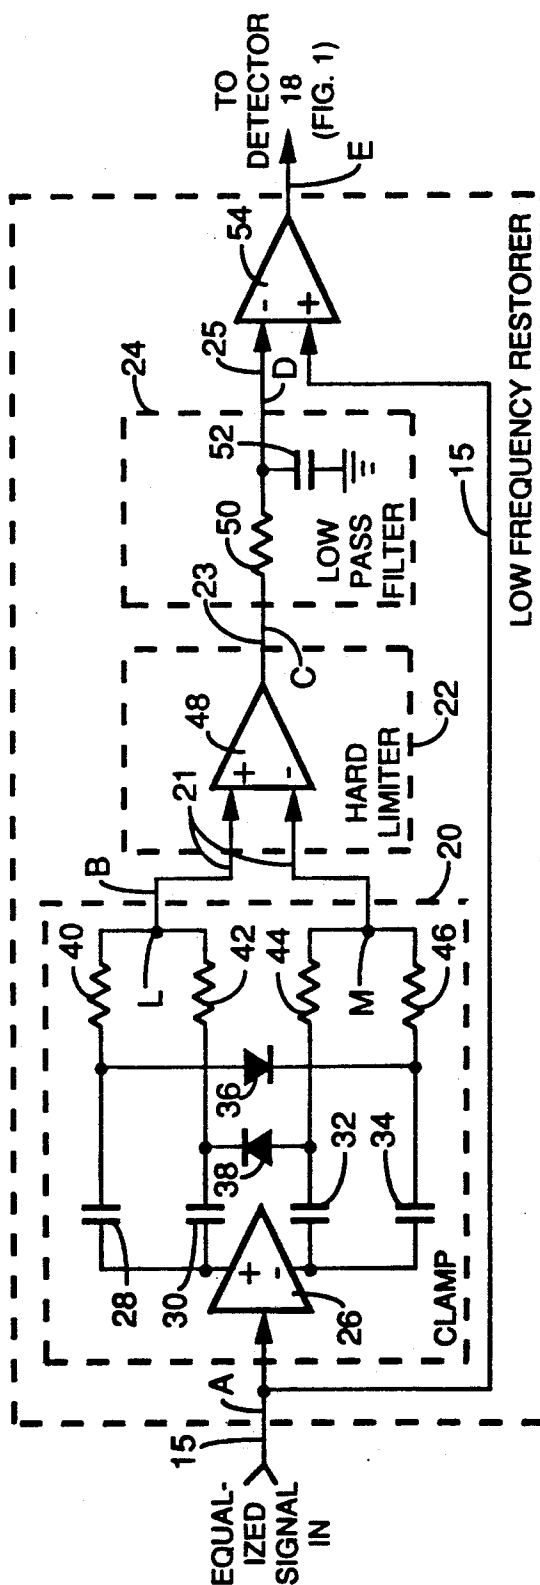 EQUAL-
IZED
SIGNAL
IN
15
A
28
30
+
-
26
CLAMP
38
36
32
34
40
L
42
44
M
46
B
20
21
+
-
48
HARD
LIMITER
22
C
23
50
LOW
PASS
FILTER
52
24
25
D
-
+
54
E
TO
DETECTOR
18
(FIG. 1)
15
LOW FREQUENCY RESTORER